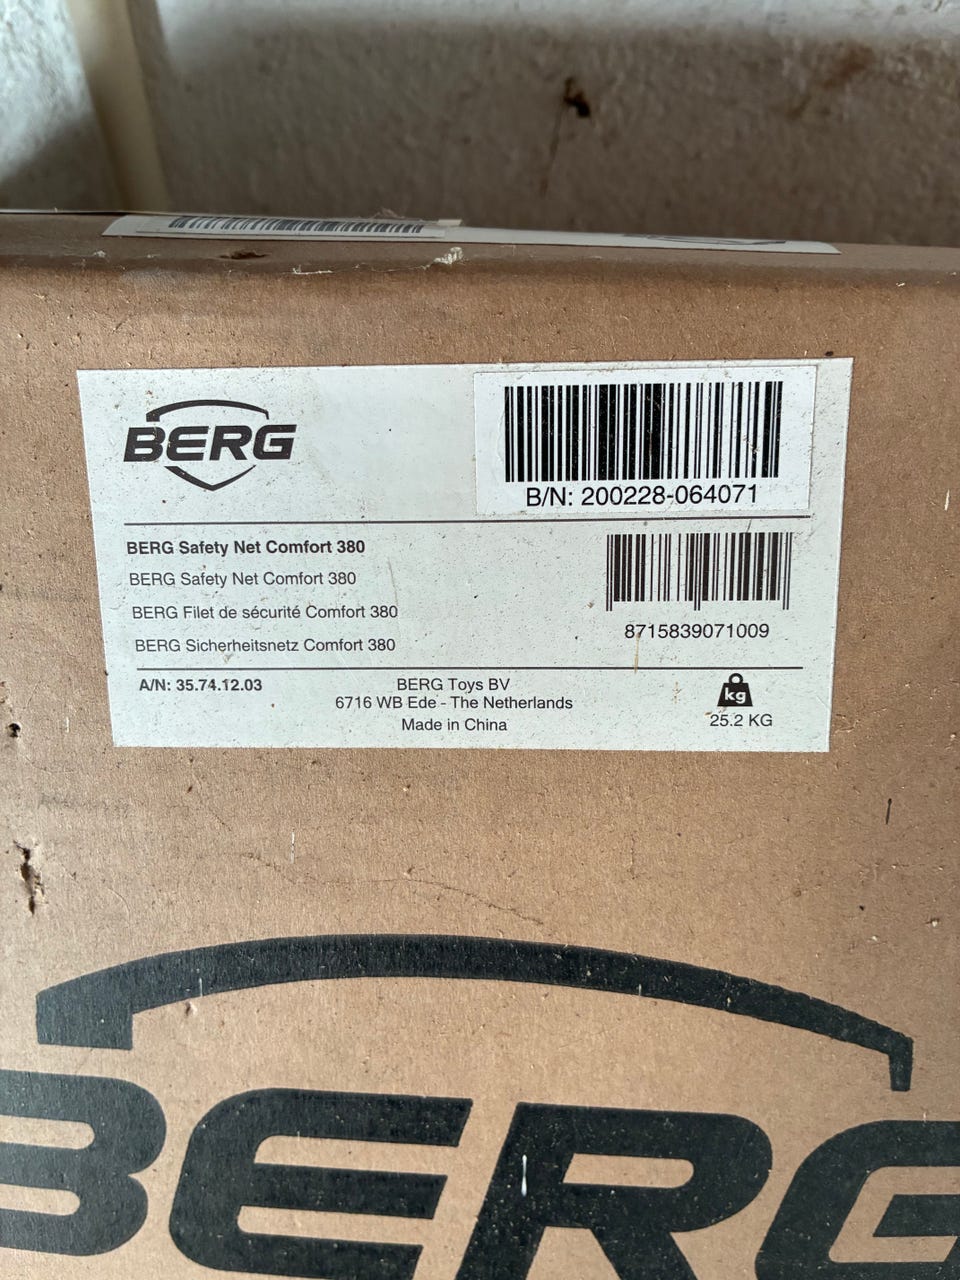 BERG
B/N: 200228-064071
BERG Safety Net Comfort 380
BERG Safety Net Comfort 380
BERG Filet de sécurité Comfort 380
BERG Sicherheitsnetz Comfort 380
8715839071009
A/N: 35.74.12.03
BERG Toys BV
6716 WB Ede - The Netherlands
Made in China
kg
25.2 KG
BERG